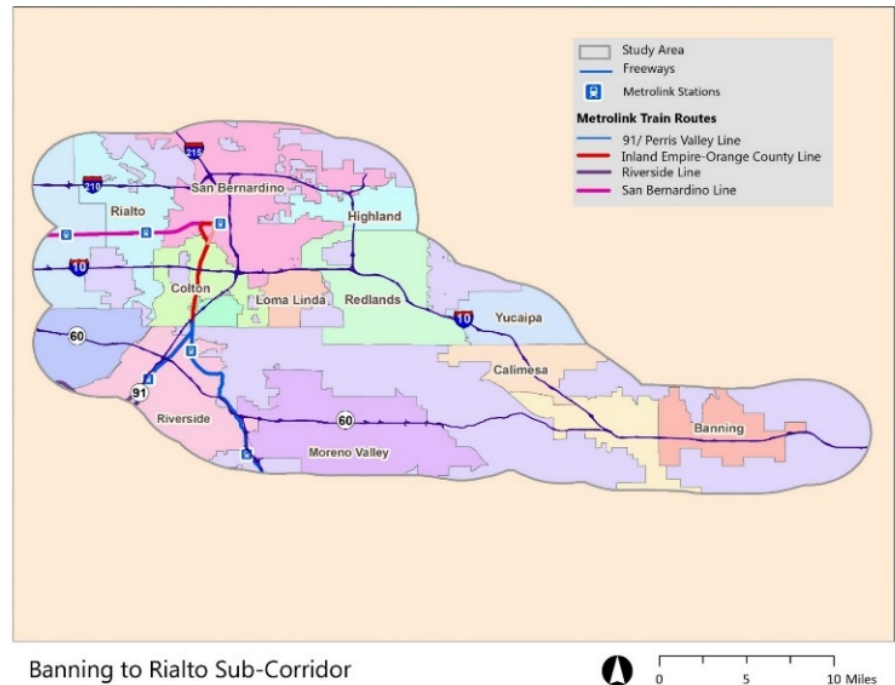 Study Area
Freeways
Metrolink Stations
Metrolink Train Routes
91/ Perris Valley Line
Inland Empire-Orange County Line
Riverside Line
San Bernardino Line
215
210
San Bernardino
Rialto
Highland
10
Colton
Loma Linda
Redlands
10
Yucaipa
60
Calimesa
91
Riverside
60
Banning
Moreno Valley
Banning to Rialto Sub-Corridor
0 5 10 Miles